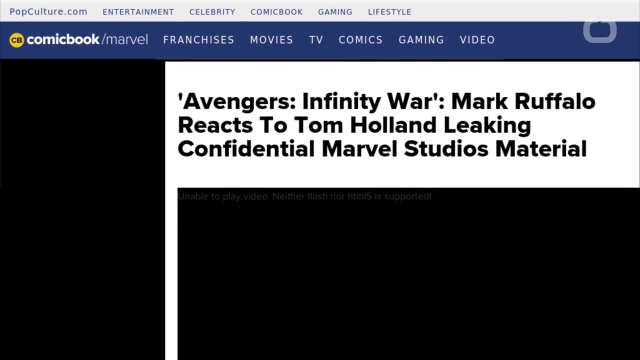 PopCulture.com ENTERTAINMENT CELEBRITY COMICBOOK GAMING LIFESTYLE
CB comicbook/marvel FRANCHISES MOVIES TV COMICS GAMING VIDEO
'Avengers: Infinity War': Mark Ruffalo
Reacts To Tom Holland Leaking
Confidential Marvel Studios Material
Unable to play video. Neither flash nor html5 is supported!